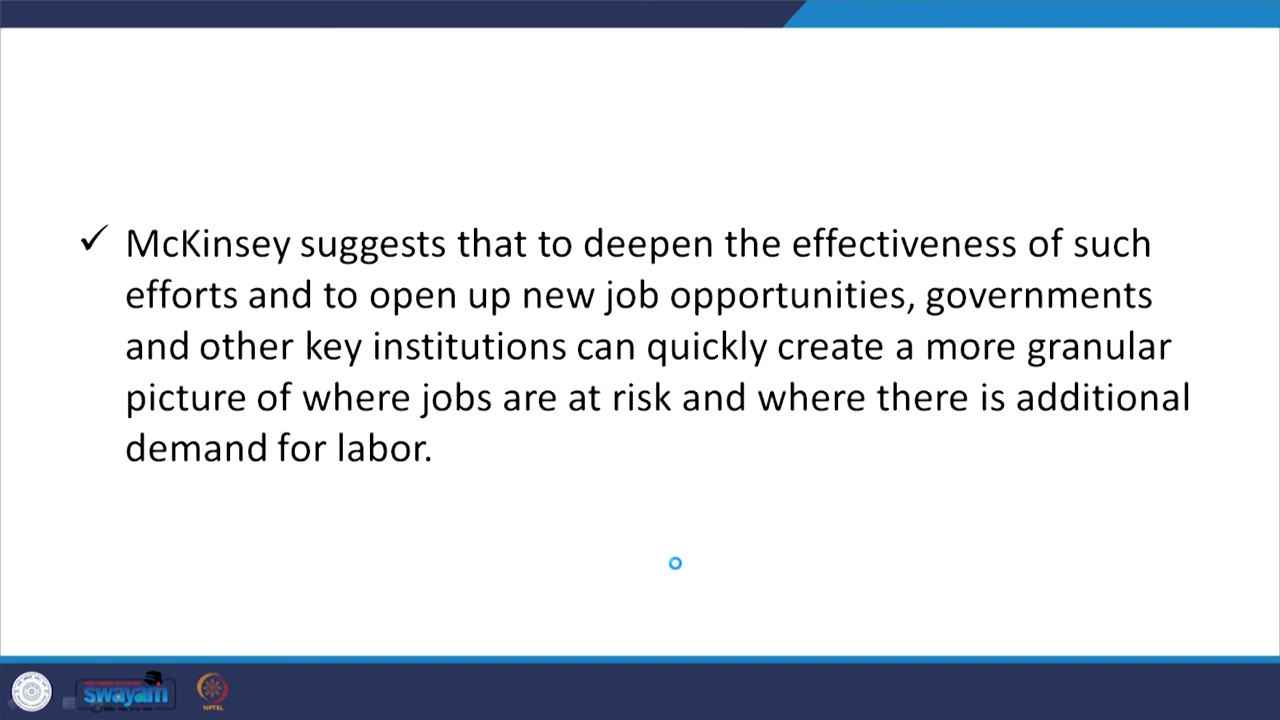 ✓ McKinsey suggests that to deepen the effectiveness of such
efforts and to open up new job opportunities, governments
and other key institutions can quickly create a more granular
picture of where jobs are at risk and where there is additional
demand for labor.
swayam
NPTEL